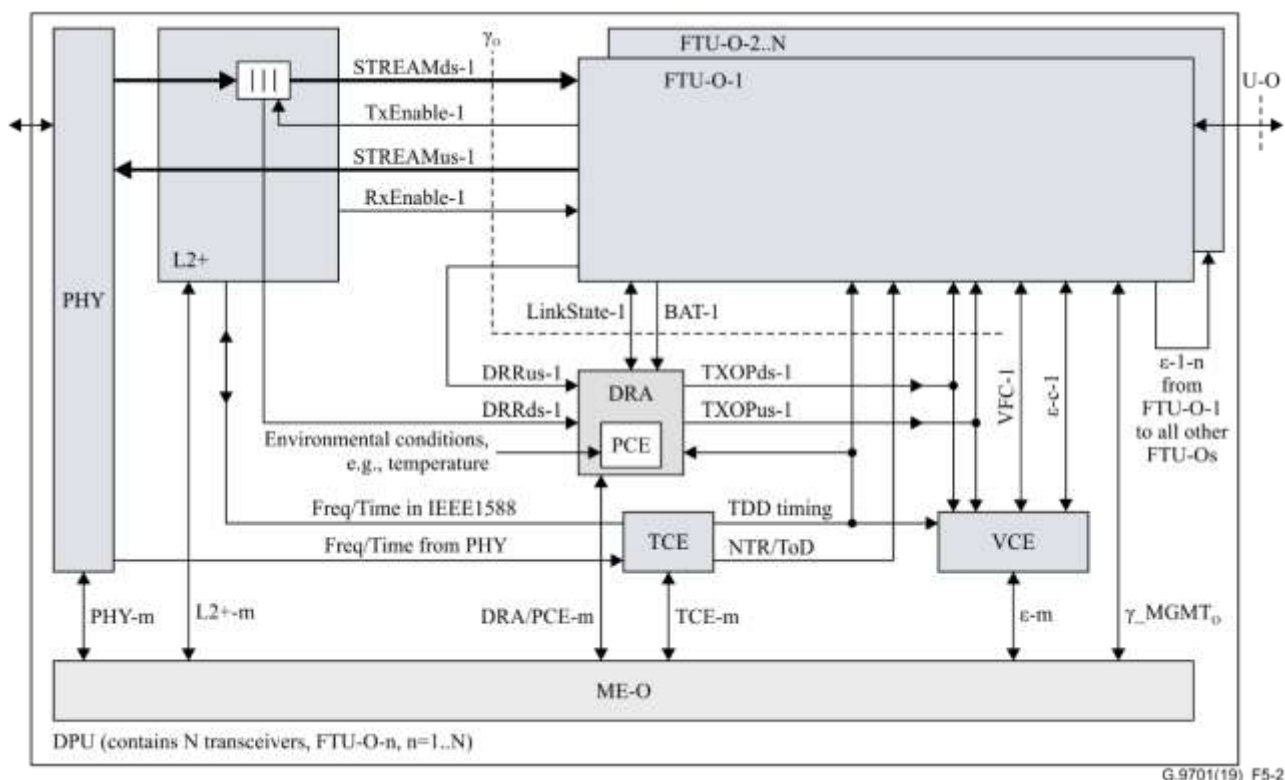 γO
FTU-O-2..N
STREAMds-1
FTU-O-1
U-O
TxEnable-1
STREAMus-1
RxEnable-1
L2+
PHY
LinkState-1
BAT-1
DRRus-1
DRA
TXOPds-1
VFC-1
ε-c-1
ε-1-n
from
FTU-O-1
to all other
FTU-Os
DRRds-1
TXOPus-1
PCE
Environmental conditions,
e.g., temperature
Freq/Time in IEEE1588
TDD timing
TCE
VCE
Freq/Time from PHY
NTR/ToD
PHY-m
L2+-m
DRA/PCE-m
TCE-m
ε-m
γ_MGMTO
ME-O
DPU (contains N transceivers, FTU-O-n, n=1..N)
G.9701(19)_F5-2